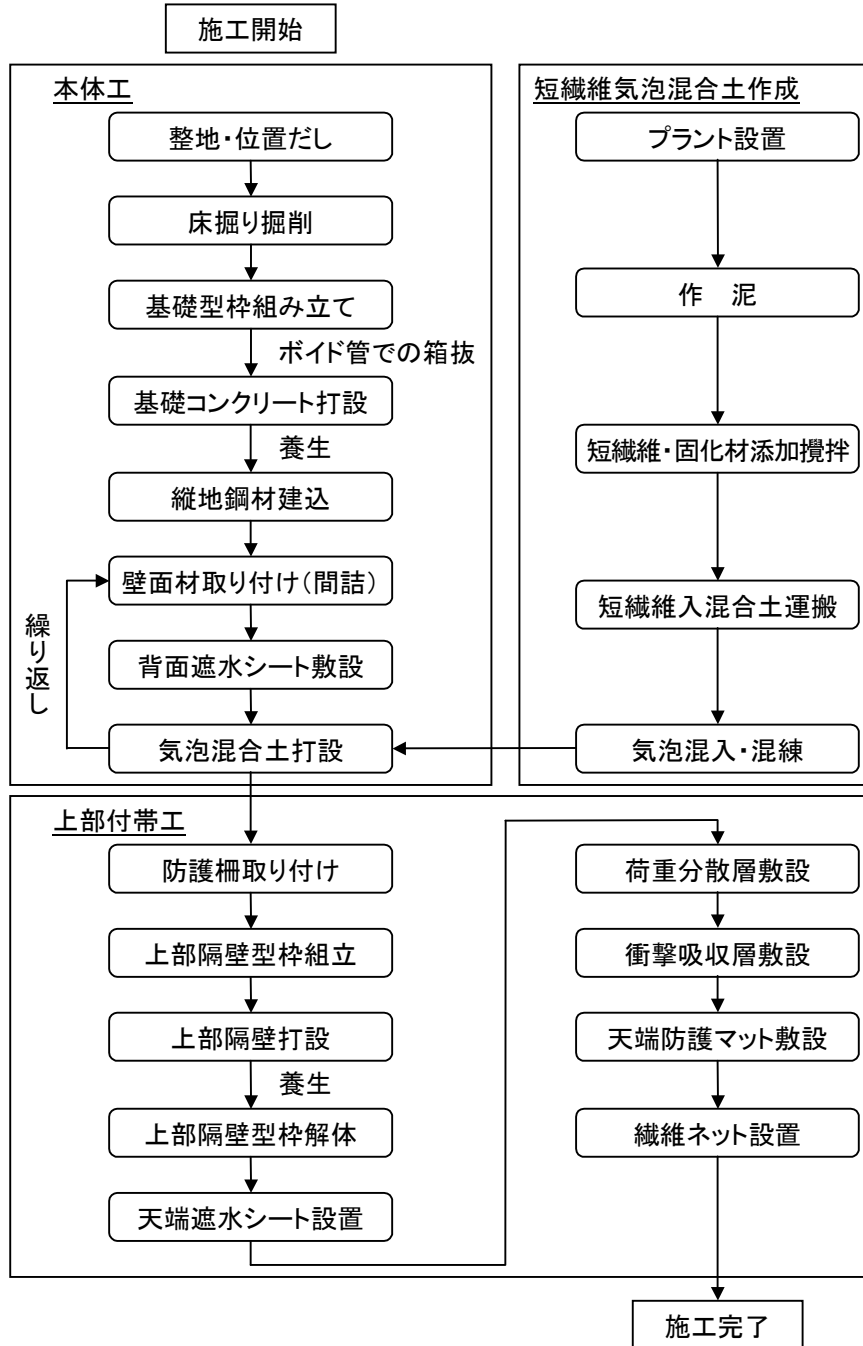 施工開始
本体工
整地・位置だし
床掘り掘削
基礎型枠組み立て
ボイド管での箱抜
基礎コンクリート打設
養生
縦地鋼材建込
壁面材取り付け(間詰)
背面遮水シート敷設
気泡混合土打設
繰り返し
短繊維気泡混合土作成
プラント設置
作　泥
短繊維・固化材添加攪拌
短繊維入混合土運搬
気泡混入・混練
上部付帯工
防護柵取り付け
上部隔壁型枠組立
上部隔壁打設
養生
上部隔壁型枠解体
天端遮水シート設置
荷重分散層敷設
衝撃吸収層敷設
天端防護マット敷設
繊維ネット設置
施工完了